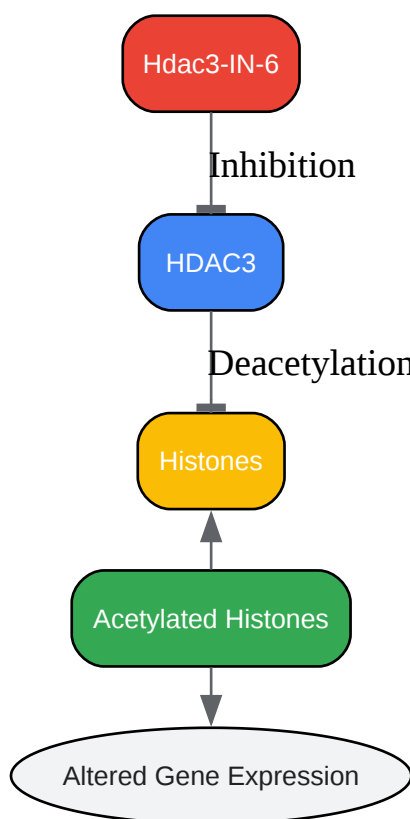 Hdac3-IN-6
Inhibition
HDAC3
Deacetylation
Histones
Acetylated Histones
Altered Gene Expression